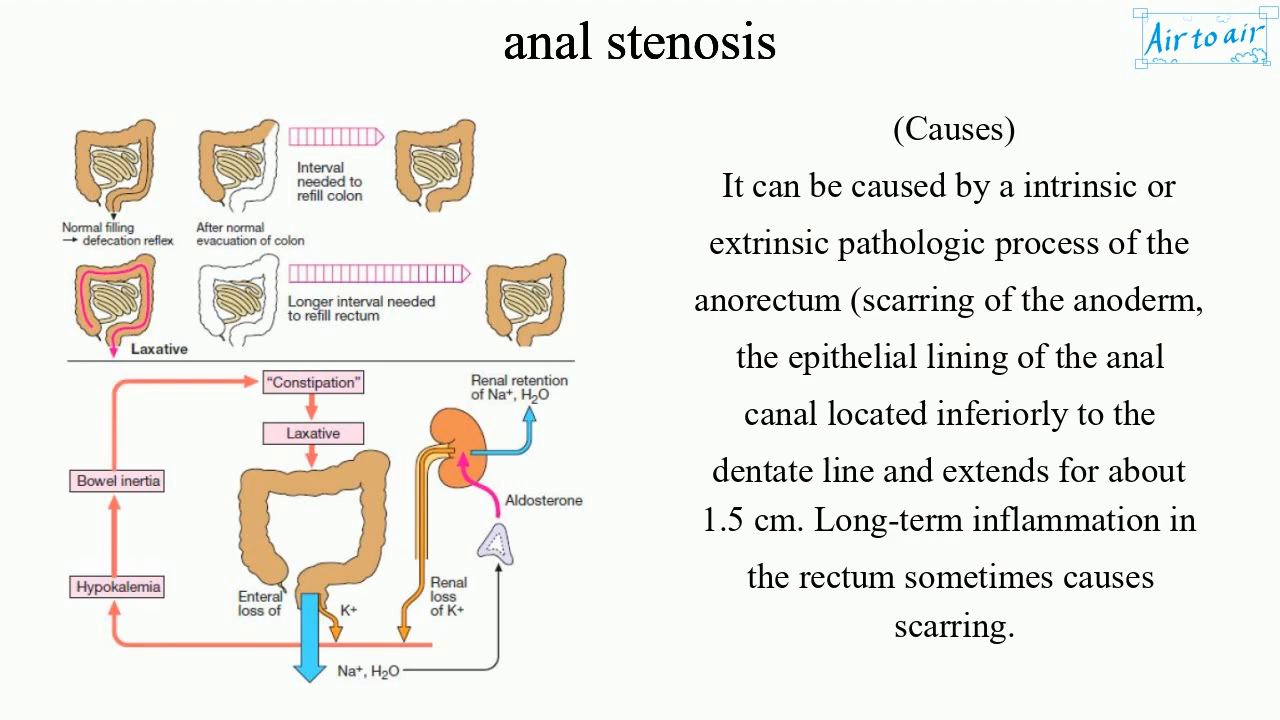 anal stenosis
Air to air
Interval
needed to
refill colon
Normal filling
→ defecation reflex
After normal
evacuation of colon
Longer interval needed
to refill rectum
Laxative
"Constipation"
Laxative
Renal retention
of Na⁺, H₂O
Bowel inertia
Aldosterone
Hypokalemia
Enteral
loss of
K+
Renal
loss
of K+
Na⁺, H₂O
(Causes)
It can be caused by a intrinsic or
extrinsic pathologic process of the
anorectum (scarring of the anoderm,
the epithelial lining of the anal
canal located inferiorly to the
dentate line and extends for about
1.5 cm. Long-term inflammation in
the rectum sometimes causes
scarring.